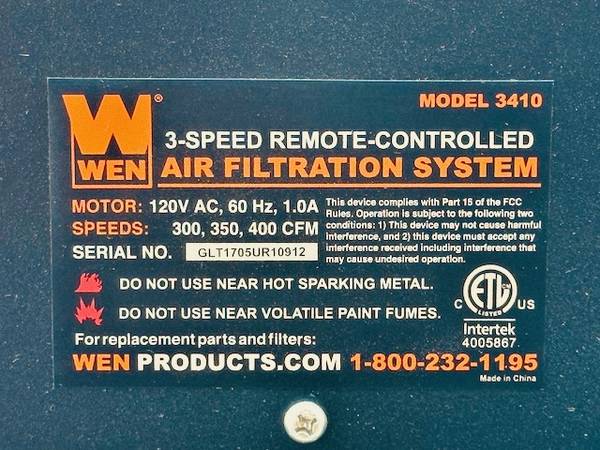 MODEL 3410
W®
WEN
3-SPEED REMOTE-CONTROLLED
AIR FILTRATION SYSTEM
MOTOR: 120V AC, 60 Hz, 1.0A
SPEEDS: 300, 350, 400 CFM
SERIAL NO. GLT1705UR10912
This device complies with Part 15 of the FCC
Rules. Operation is subject to the following two
conditions: 1) This device may not cause harmful
interference, and 2) this device must accept any
interference received including interference that
may cause undesired operation.
DO NOT USE NEAR HOT SPARKING METAL.
DO NOT USE NEAR VOLATILE PAINT FUMES.
C ETL US
LISTED
Intertek
4005867
For replacement parts and filters:
WEN PRODUCTS.COM 1-800-232-1195
Made in China